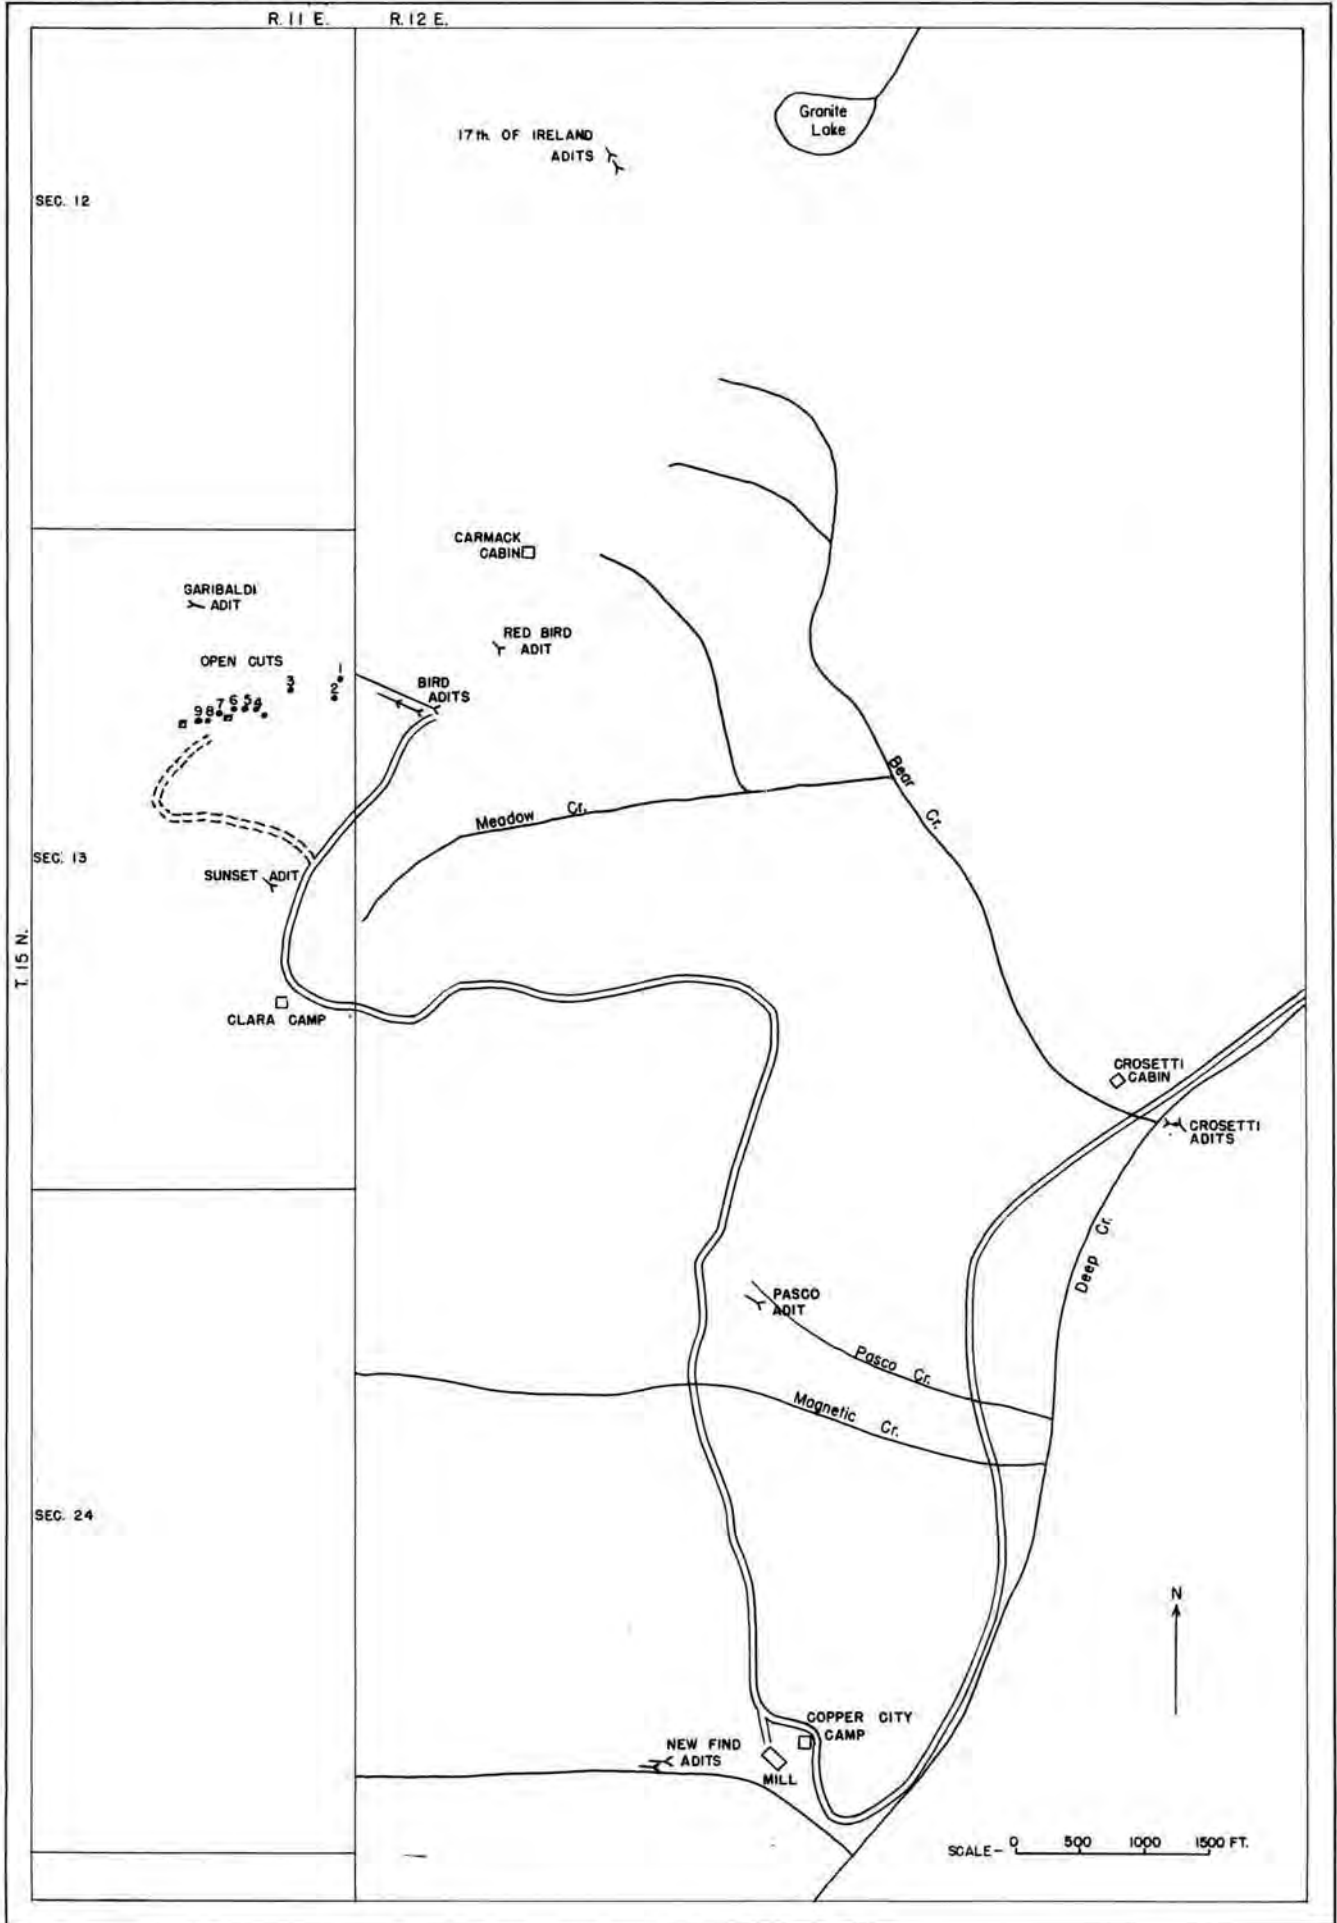 R. 11 E. R. 12 E.
Granite
Lake
17th. OF IRELAND
ADITS
SEC. 12
CARMACK
CABIN
GARIBALDI
ADIT
RED BIRD
ADIT
OPEN CUTS
1
2
3
BIRD
ADITS
9 8 7 6 5 4
Bear Cr.
Meadow Cr.
SEC. 13
SUNSET ADIT
T. 15 N.
CLARA CAMP
CROSETTI
CABIN
CROSETTI
ADITS
Deep Cr.
PASCO
ADIT
Pasco Cr.
Magnetic Cr.
SEC. 24
N
COPPER CITY
CAMP
NEW FIND
ADITS
MILL
SCALE- 0 500 1000 1500 FT.